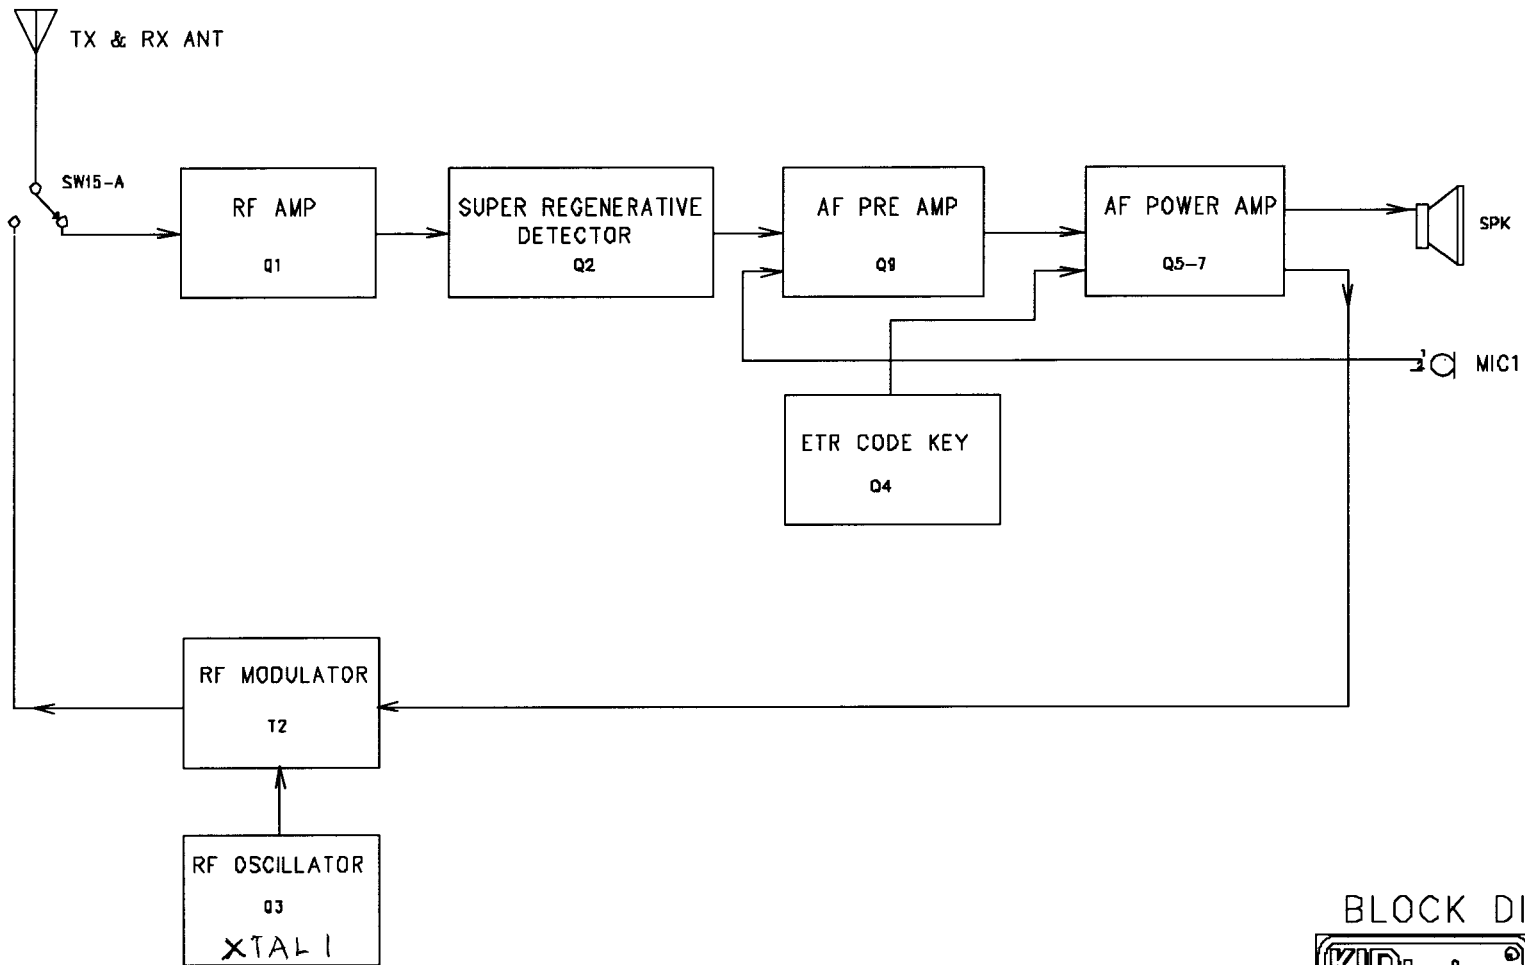 TX & RX ANT
SW15-A
RF AMP
Q1
SUPER REGENERATIVE
DETECTOR
Q2
AF PRE AMP
Q9
AF POWER AMP
Q5-7
SPK
MIC1
ETR CODE KEY
Q4
RF MODULATOR
T2
RF OSCILLATOR
Q3
XTAL 1
BLOCK DI